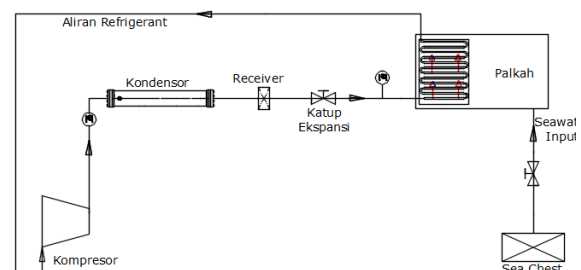 Aliran Refrigerant
Kondensor
Receiver
Palkah
Katup
Ekspansi
Seawat
Input
Kompresor
Sea Chest